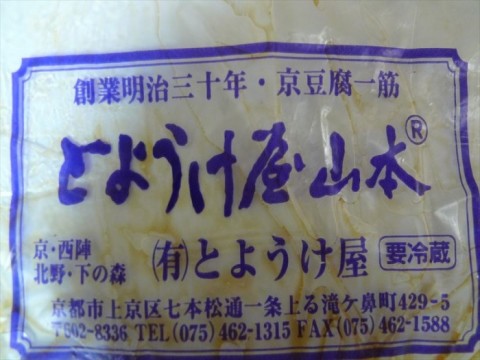 創業明治三十年・京豆腐一筋
とようけ屋山本®
京・西陣
北野・下の森
(有)とようけ屋 要冷蔵
京都市上京区七本松通一条上る滝ケ鼻町429-5
〒602-8336 TEL(075)462-1315 FAX(075)462-1588